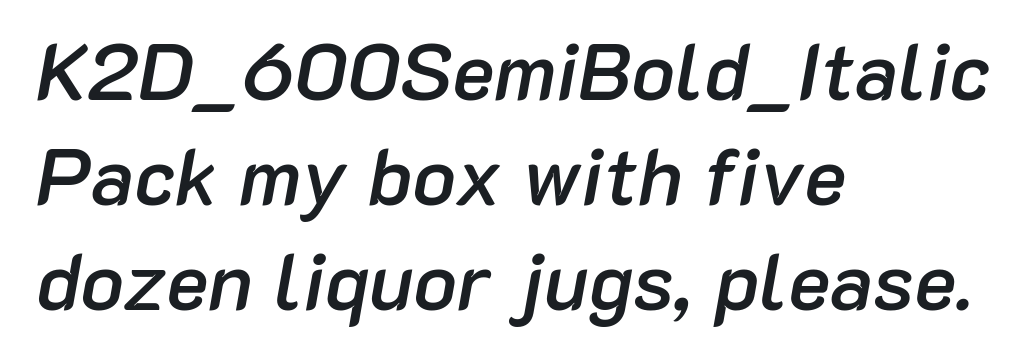 K2D_600SemiBold_Italic
Pack my box with five
dozen liquor jugs, please.